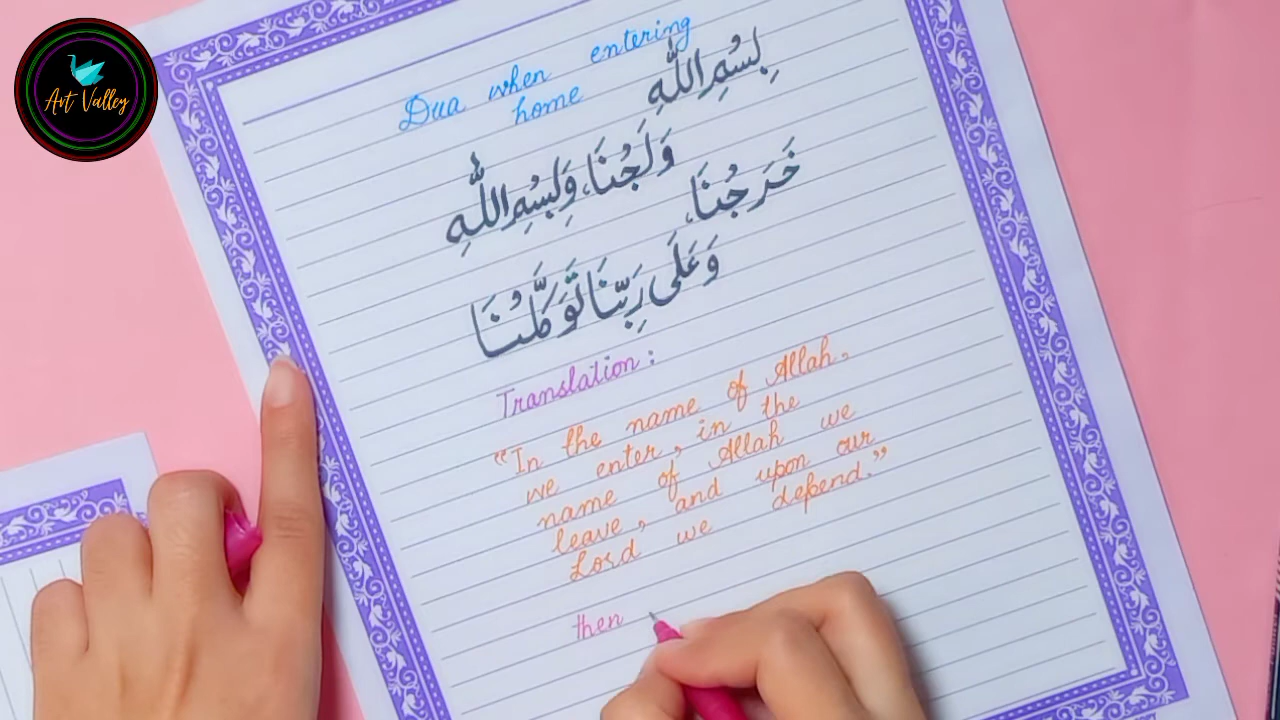 Art Valley
Dua when entering
home
بِسْمِ اللّٰهِ
وَلَجْنَا، وَبِسْمِ اللّٰهِ
خَرَجْنَا،
وَعَلَى رَبِّنَا تَوَكَّلْنَا
Translation:
"In the name of Allah,
we enter, in the
name of Allah we
leave, and upon our
Lord we depend."
then